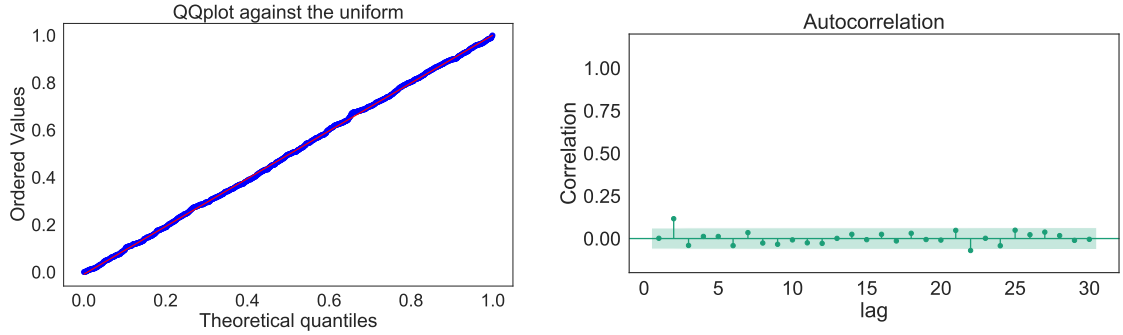 QQplot against the uniform
Ordered Values
1.0
0.8
0.6
0.4
0.2
0.0
0.0 0.2 0.4 0.6 0.8 1.0
Theoretical quantiles
Autocorrelation
Correlation
1.00
0.75
0.50
0.25
0.00
0 5 10 15 20 25 30
lag